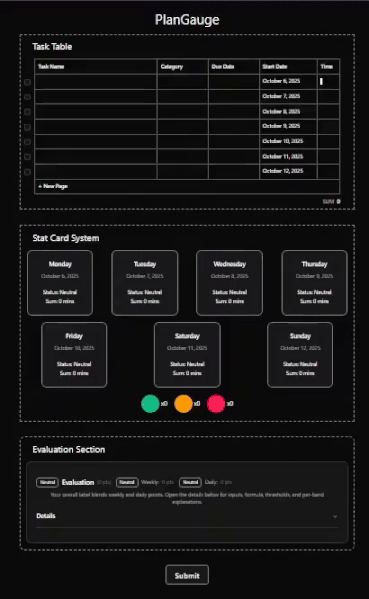 PlanGauge
Task Table
Task Name Category Due Date Start Date Time
October 6, 2025
October 7, 2025
October 8, 2025
October 9, 2025
October 10, 2025
October 11, 2025
October 12, 2025
+ New Page
SUM 0
Stat Card System
Monday Tuesday Wednesday Thursday
October 6, 2025 October 7, 2025 October 8, 2025 October 9, 2025
Status: Neutral Status: Neutral Status: Neutral Status: Neutral
Sum: 0 mins Sum: 0 mins Sum: 0 mins Sum: 0 mins
Friday Saturday Sunday
October 10, 2025 October 11, 2025 October 12, 2025
Status: Neutral Status: Neutral Status: Neutral
Sum: 0 mins Sum: 0 mins Sum: 0 mins
x0 x0 x0
Evaluation Section
Neutral Evaluation 0 pts Neutral Weekly: 0 pts Neutral Daily: 0 pts
Your overall label blends weekly and daily points. Open the details below for inputs, formula, thresholds, and per-band
explanations.
Details
Submit